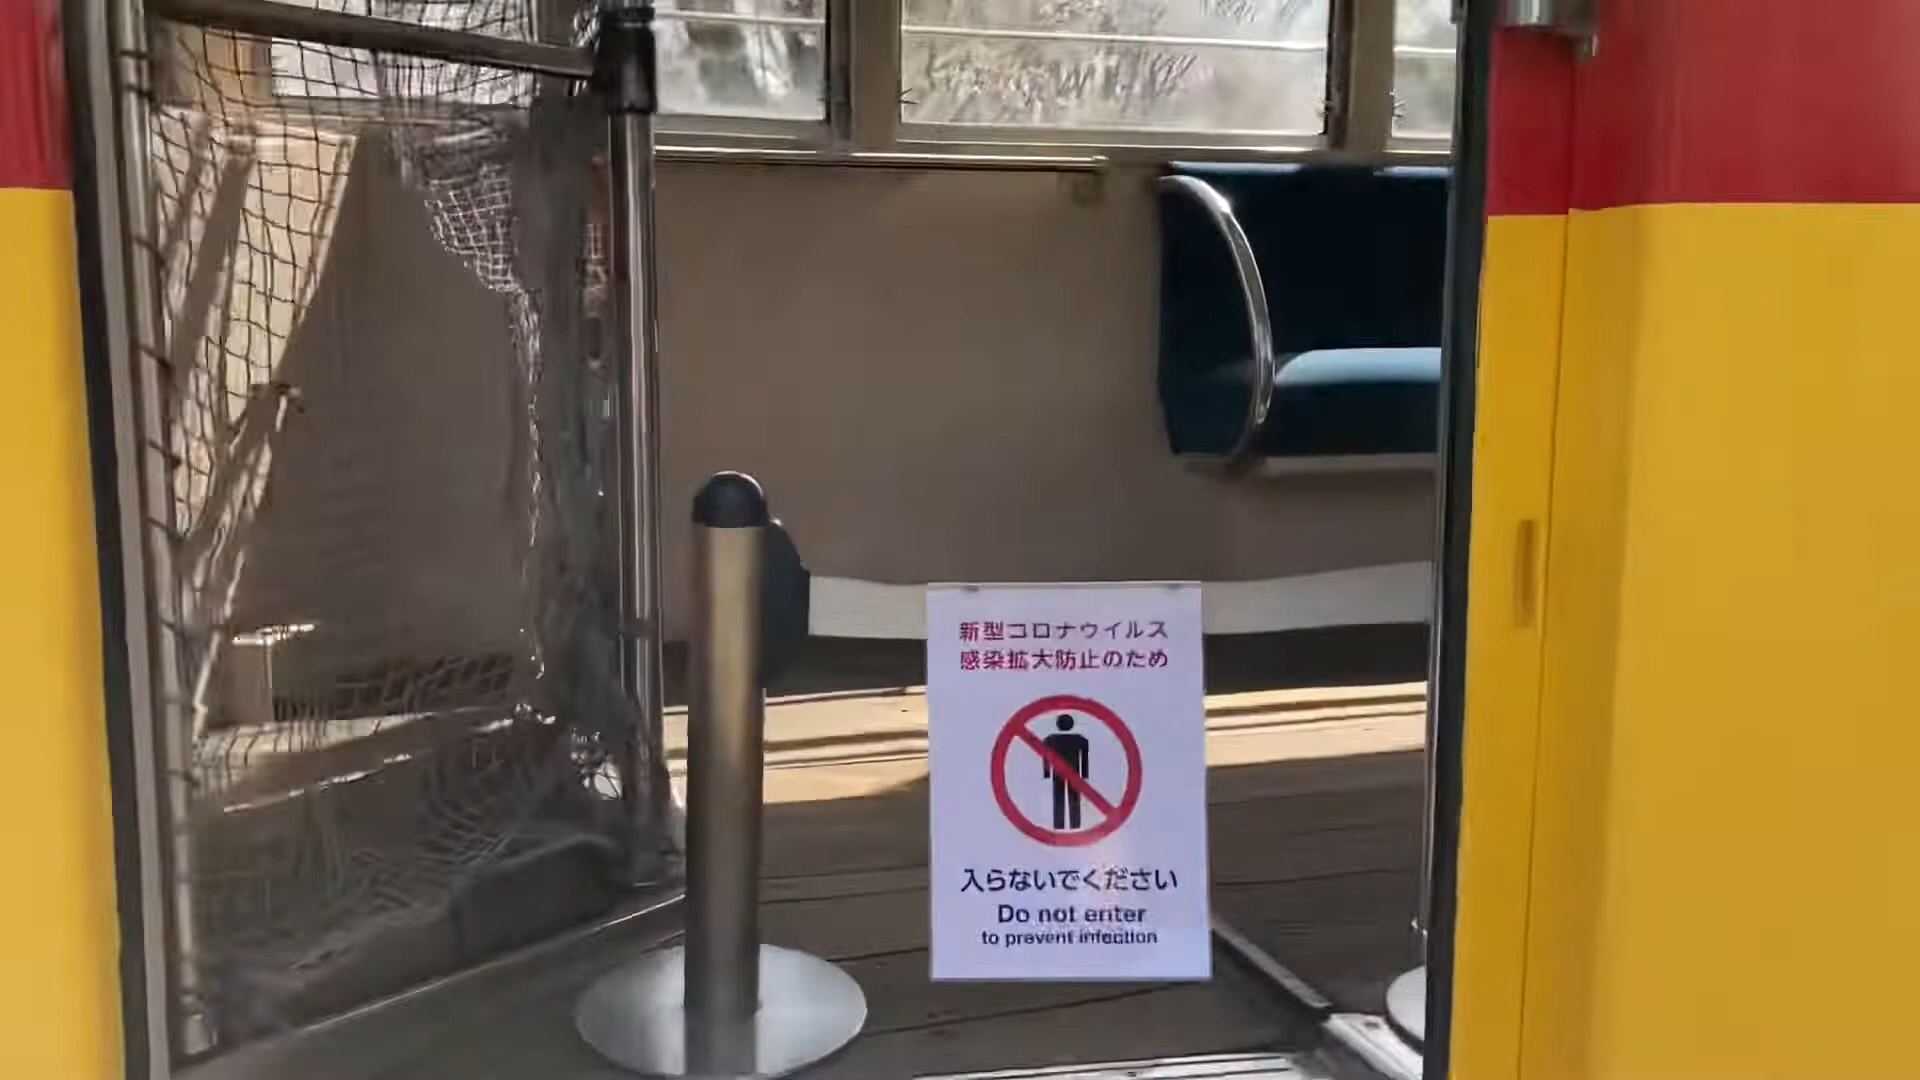 新型コロナウイルス
感染拡大防止のため
入らないでください
Do not enter
to prevent infection